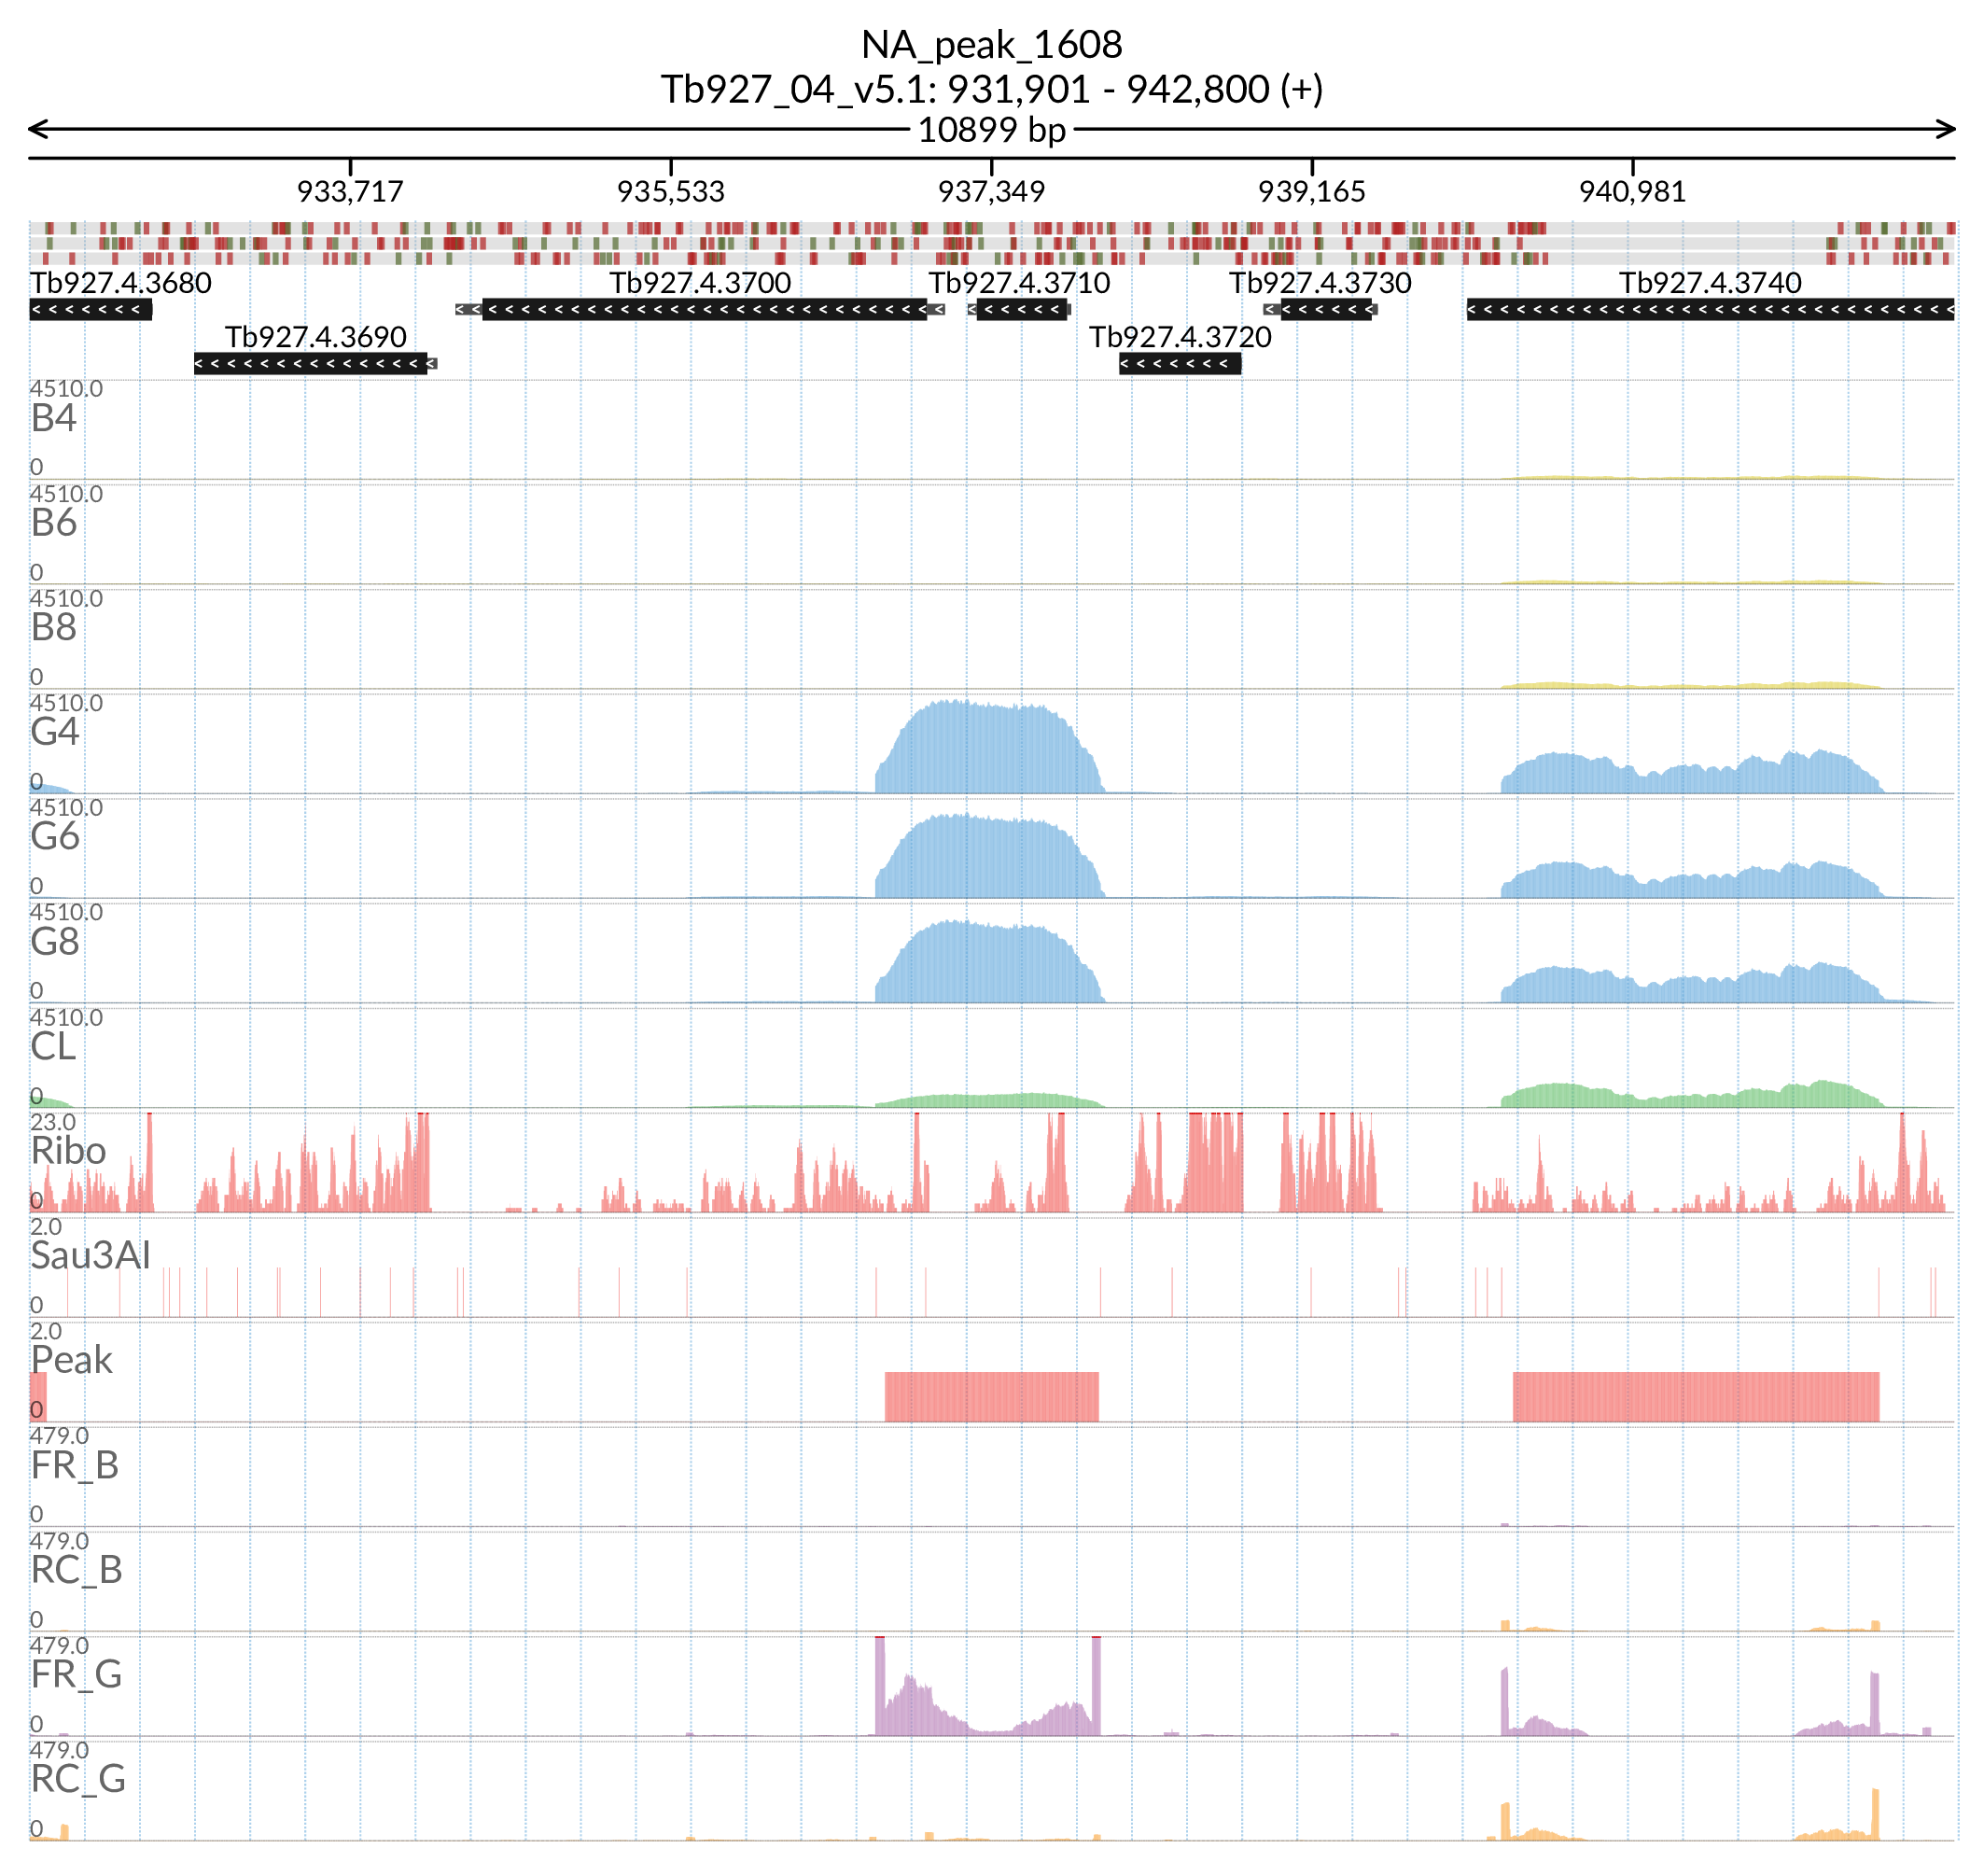 NA_peak_1608
Tb927_04_v5.1: 931,901 - 942,800 (+)
10899 bp
933,717 935,533 937,349 939,165 940,981
Tb927.4.3680 Tb927.4.3700 Tb927.4.3710 Tb927.4.3730 Tb927.4.3740
Tb927.4.3690 Tb927.4.3720
4510.0
B4
0
4510.0
B6
0
4510.0
B8
0
4510.0
G4
0
4510.0
G6
0
4510.0
G8
0
4510.0
CL
0
23.0
Ribo
0
2.0
Sau3AI
0
2.0
Peak
0
479.0
FR_B
0
479.0
RC_B
0
479.0
FR_G
0
479.0
RC_G
0